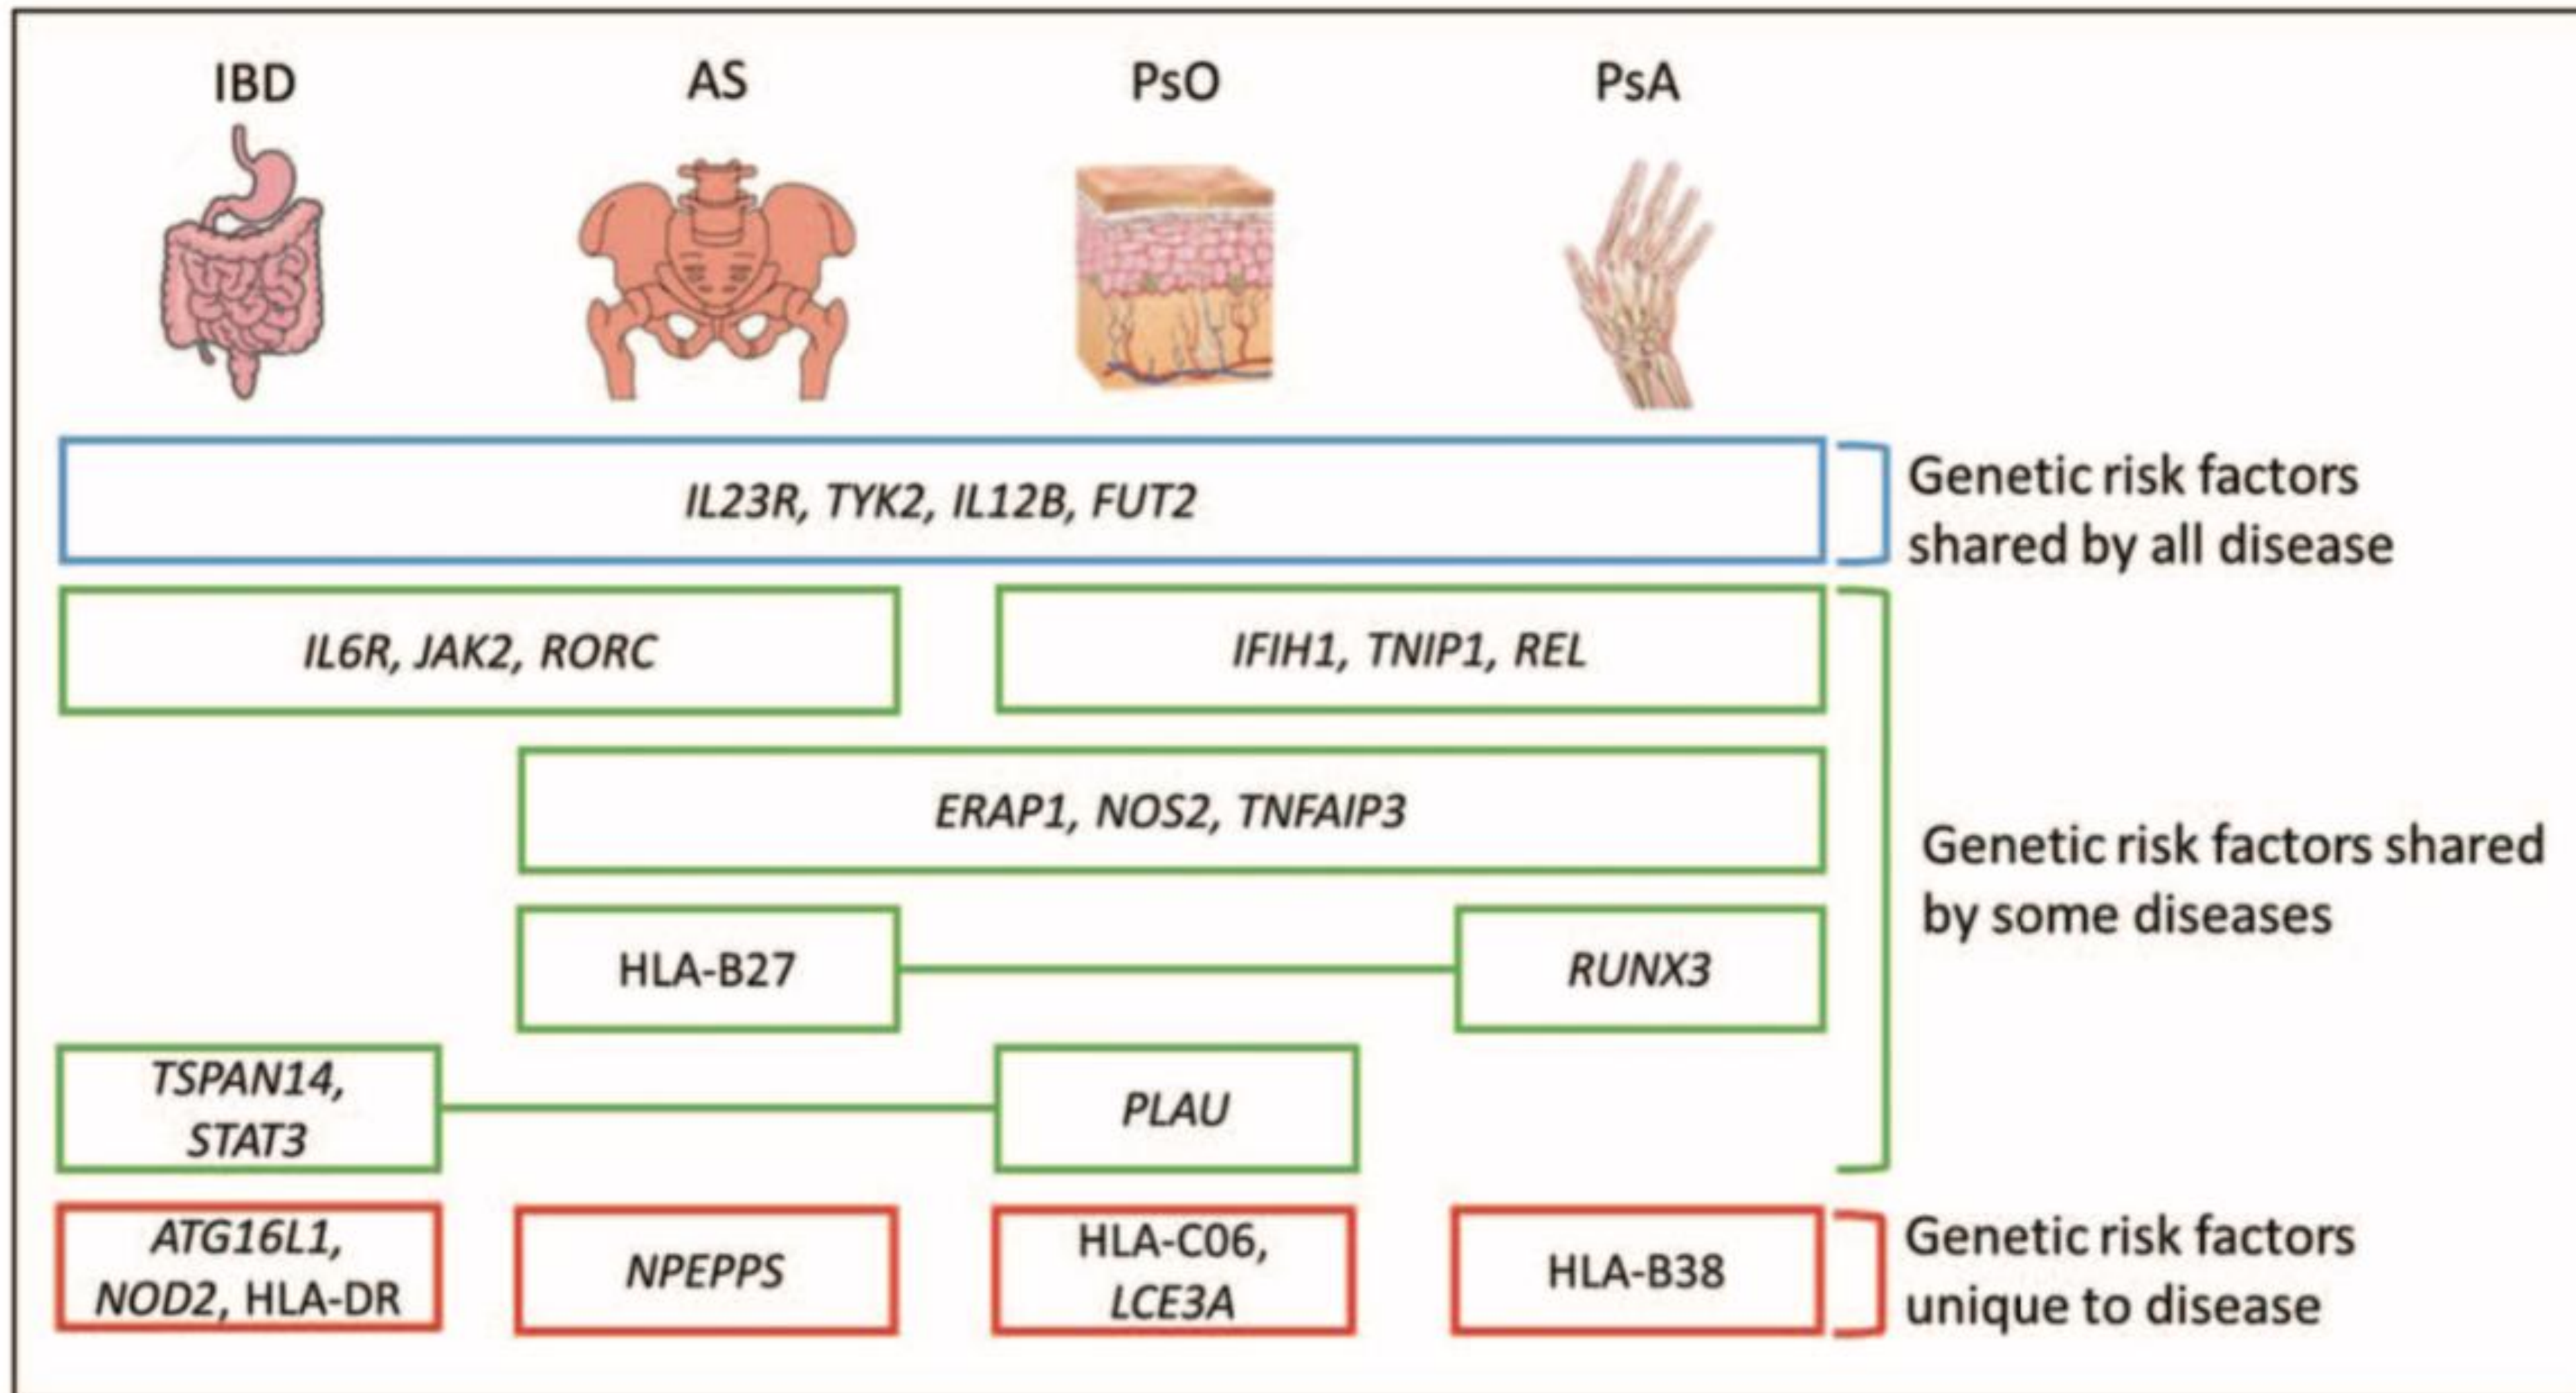 IBD
AS
PsO
PsA
IL23R, TYK2, IL12B, FUT2
Genetic risk factors
shared by all disease
IL6R, JAK2, RORC
IFIH1, TNIP1, REL
ERAP1, NOS2, TNFAIP3
Genetic risk factors shared
by some diseases
HLA-B27
RUNX3
TSPAN14,
STAT3
PLAU
ATG16L1,
NOD2, HLA-DR
NPEPPS
HLA-C06,
LCE3A
HLA-B38
Genetic risk factors
unique to disease